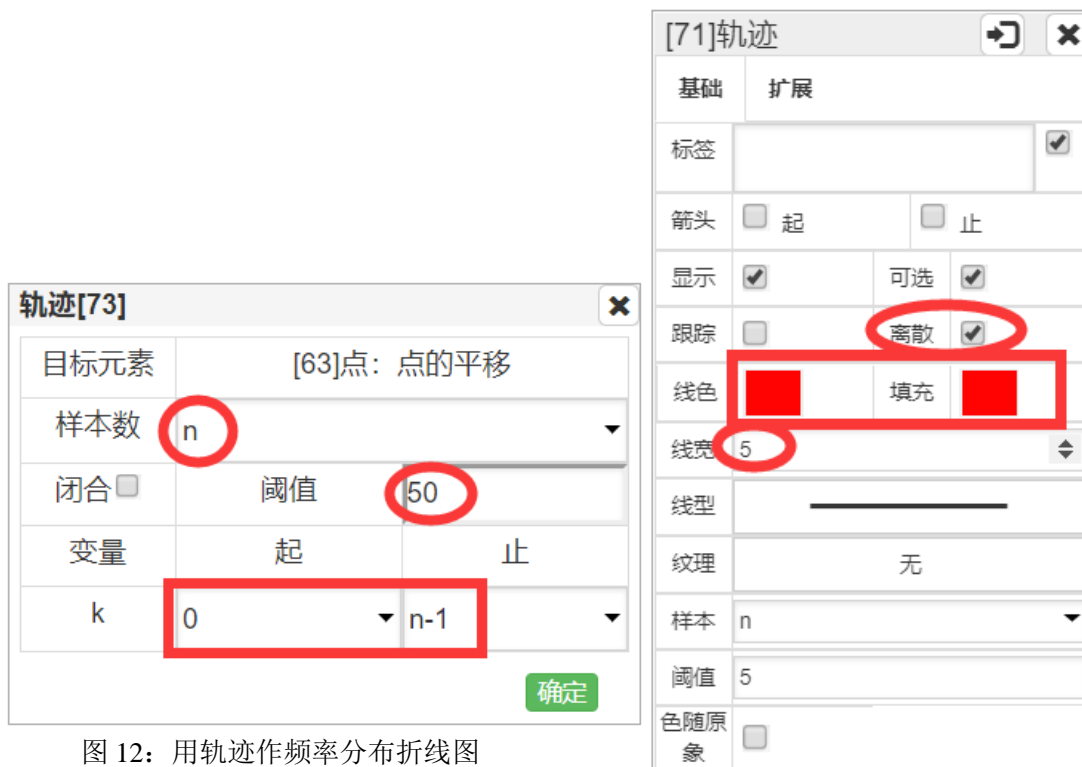 轨迹[73]
目标元素 [63]点：点的平移
样本数 n
闭合 阈值 50
变量 起 止
k 0 n-1
确定
图 12：用轨迹作频率分布折线图
[71]轨迹
基础 扩展
标签
箭头 起 止
显示 可选
跟踪 离散
线色 填充
线宽 5
线型
纹理 无
样本 n
阈值 5
色随原
象